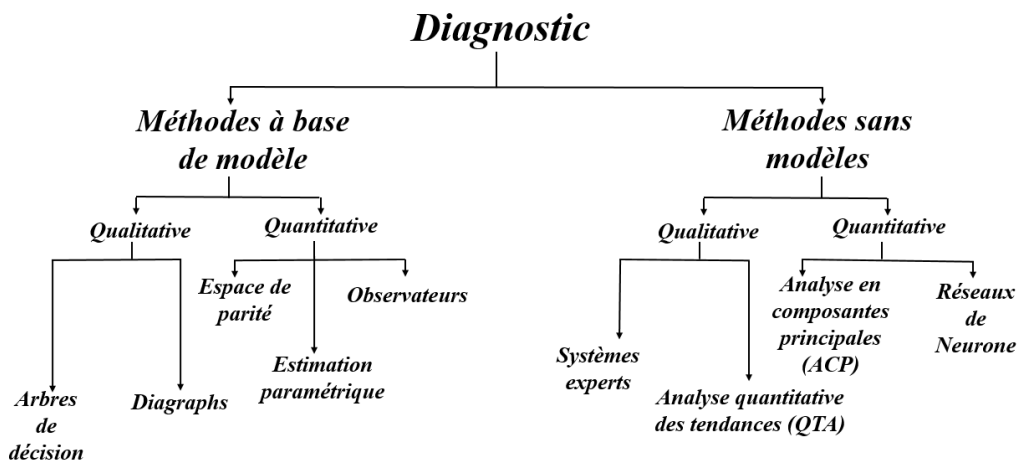 Diagnostic
Méthodes à base
de modèle
Méthodes sans
modèles
Qualitative
Quantitative
Qualitative
Quantitative
Arbres
de
décision
Diagraphs
Espace de
parité
Estimation
paramétrique
Observateurs
Systèmes
experts
Analyse quantitative
des tendances (QTA)
Analyse en
composantes
principales
(ACP)
Réseaux
de
Neurone